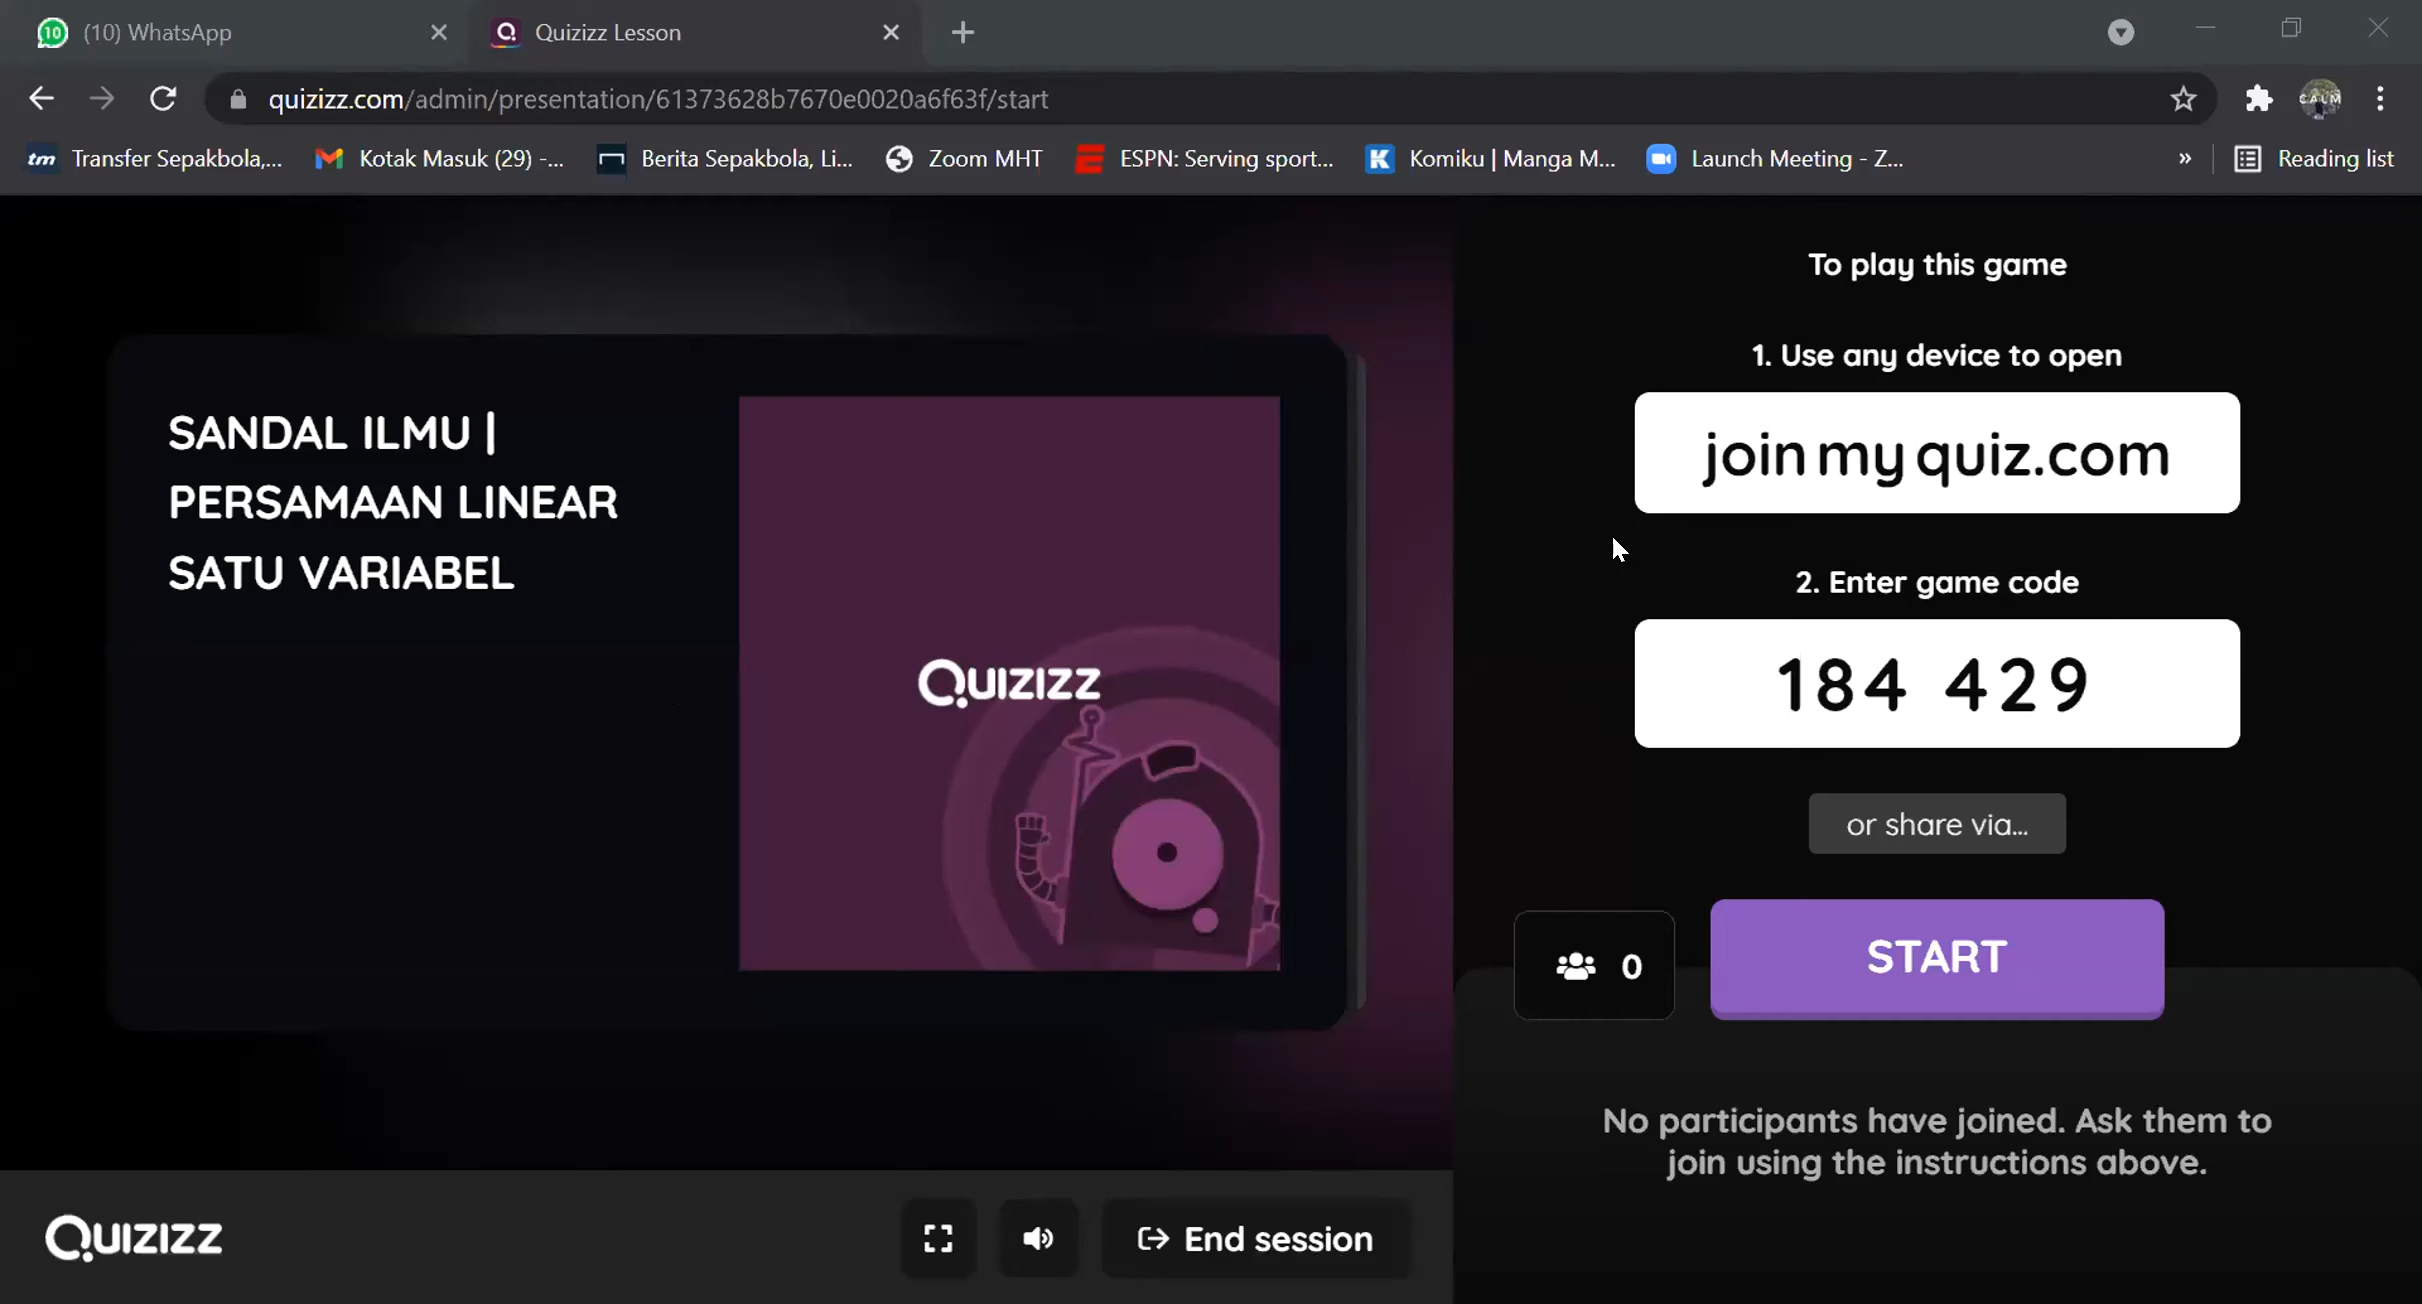 (10) WhatsApp
Quizizz Lesson
quizizz.com/admin/presentation/61373628b7670e0020a6f63f/start
tm Transfer Sepakbola,... Kotak Masuk (29) -... Berita Sepakbola, Li... Zoom MHT ESPN: Serving sport... Komiku | Manga M... Launch Meeting - Z... » Reading list
SANDAL ILMU |
PERSAMAAN LINEAR
SATU VARIABEL
QUIZIZZ
To play this game
1. Use any device to open
joinmyquiz.com
2. Enter game code
184 429
or share via...
0
START
No participants have joined. Ask them to
join using the instructions above.
QUIZIZZ
End session